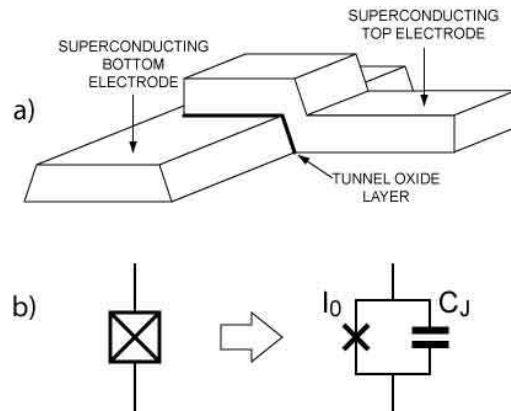 a)
SUPERCONDUCTING
BOTTOM
ELECTRODE
SUPERCONDUCTING
TOP ELECTRODE
TUNNEL OXIDE
LAYER
b)
I0
CJ